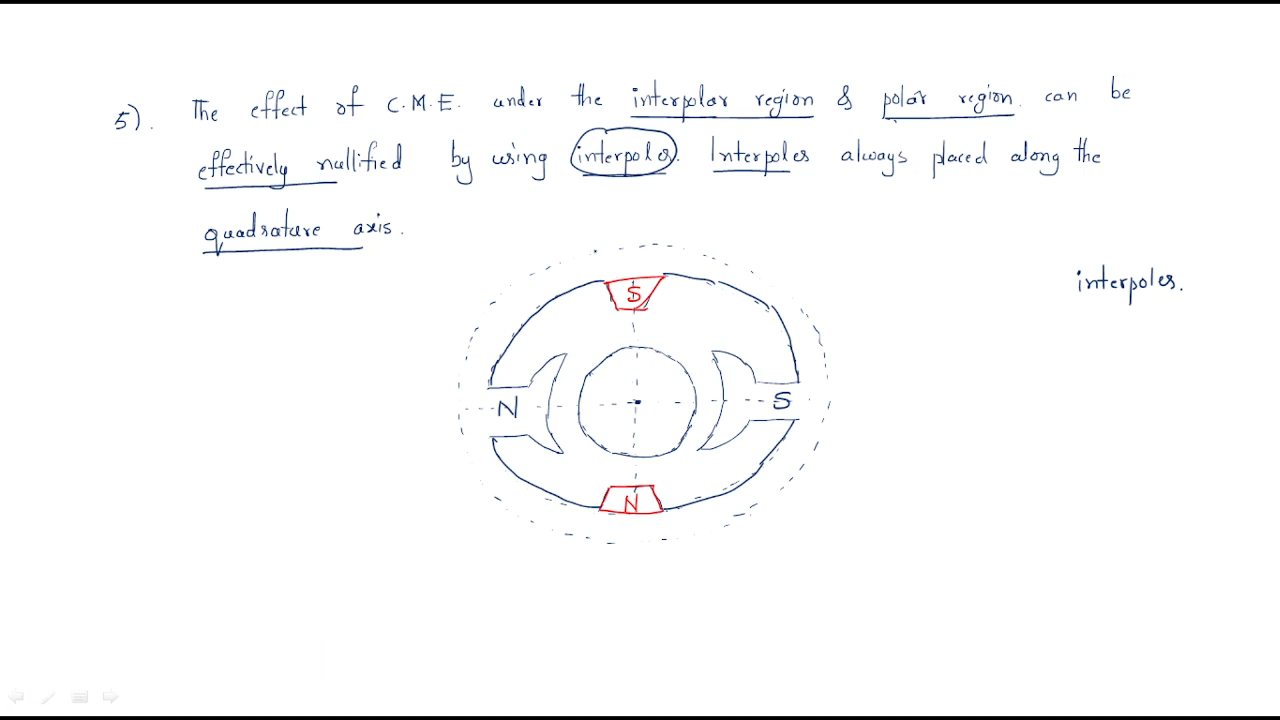 5). The effect of C.M.E. under the interpolar region & polar region can be
effectively nullified by using interpoles. Interpoles always placed along the
quadrature axis.
interpoles.
S
N
S
N